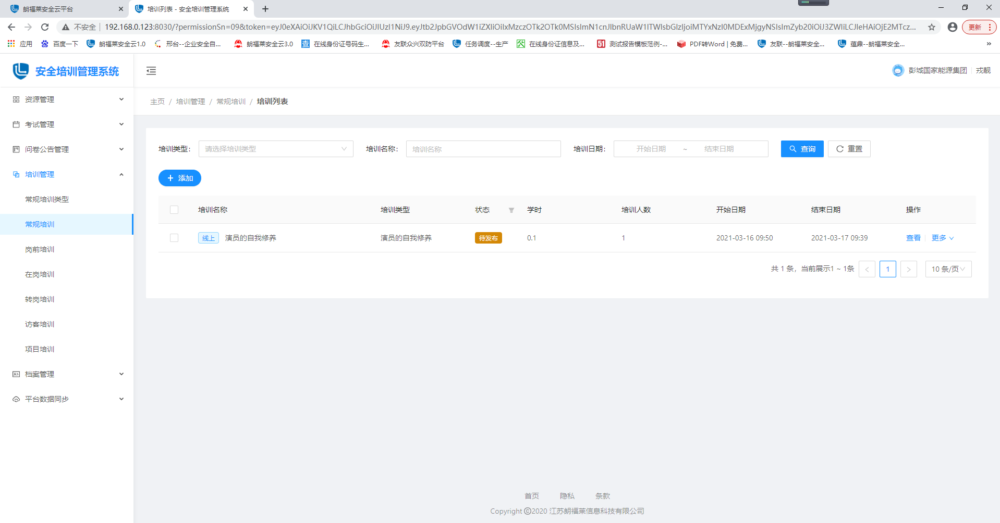 朗福莱安全云平台
培训列表 - 安全培训管理系统
不安全
应用
百度一下
朗福莱安全云1.0
邢台--企业安全自...
朗福莱安全云3.0
查 在线身份证号码生...
友联众兴双防平台
任务调度--生产
在线身份证信息及...
51 测试报告模板范例-...
PDF转Word | 免费...
友联--朗福莱安全...
蕴鼎--朗福莱安全...
更新
安全培训管理系统
彭城国家能源集团
戎靓
资源管理
考试管理
问卷公告管理
培训管理
常规培训类型
常规培训
岗前培训
在岗培训
转岗培训
访客培训
项目培训
档案管理
平台数据同步
主页 / 培训管理 / 常规培训 / 培训列表
培训类型: 请选择培训类型 培训名称: 培训名称 培训日期: 开始日期 ~ 结束日期 查询 重置
+ 添加
培训名称 培训类型 状态 学时 培训人数 开始日期 结束日期 操作
线上 演员的自我修养 演员的自我修养 待发布 0.1 1 2021-03-16 09:50 2021-03-17 09:39 查看 更多
共 1 条，当前展示1 ~ 1条 < 1 > 10 条/页
首页 隐私 条款
Copyright ©2020 江苏朗福莱信息科技有限公司